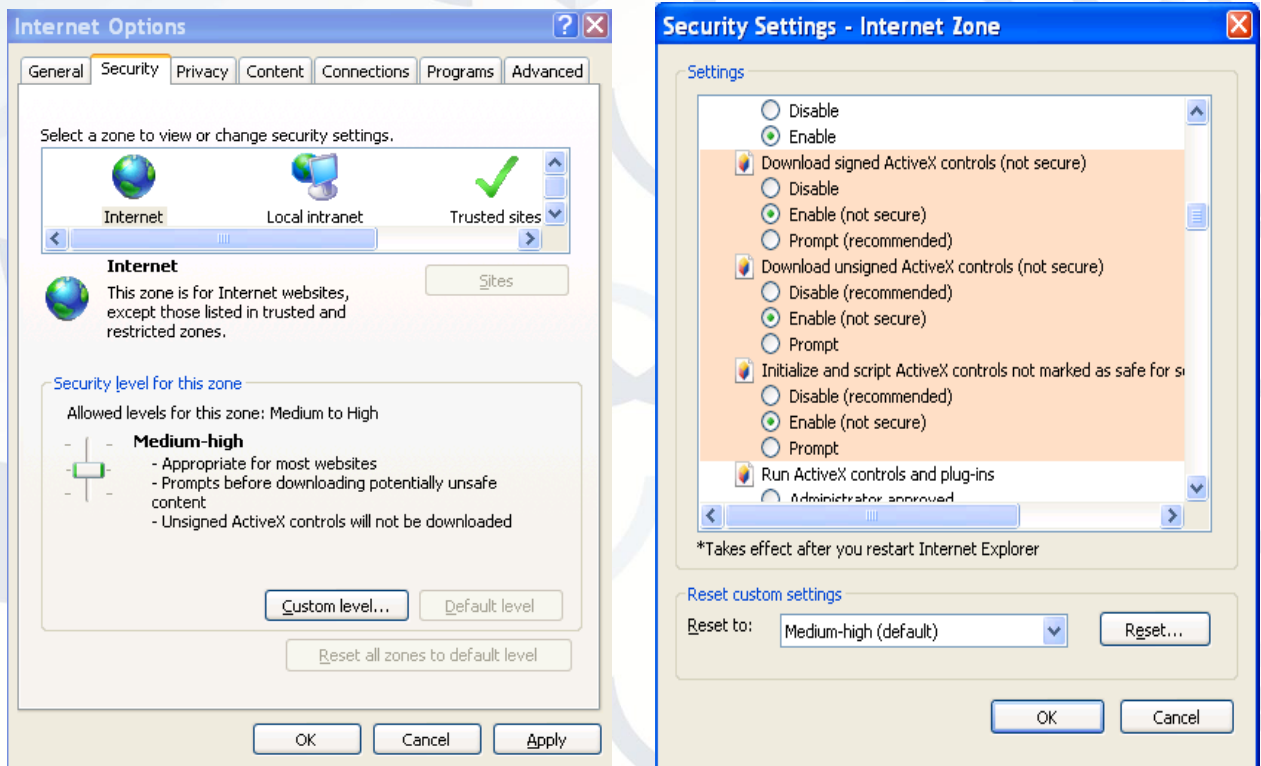 Internet Options
General Security Privacy Content Connections Programs Advanced
Select a zone to view or change security settings.
Internet Local intranet Trusted sites
Internet
Sites
This zone is for Internet websites,
except those listed in trusted and
restricted zones.
Security level for this zone
Allowed levels for this zone: Medium to High
Medium-high
- Appropriate for most websites
- Prompts before downloading potentially unsafe
content
- Unsigned ActiveX controls will not be downloaded
Custom level... Default level
Reset all zones to default level
OK Cancel Apply
Security Settings - Internet Zone
Settings
Disable
Enable
Download signed ActiveX controls (not secure)
Disable
Enable (not secure)
Prompt (recommended)
Download unsigned ActiveX controls (not secure)
Disable (recommended)
Enable (not secure)
Prompt
Initialize and script ActiveX controls not marked as safe for s
Disable (recommended)
Enable (not secure)
Prompt
Run ActiveX controls and plug-ins
Administrator approved
*Takes effect after you restart Internet Explorer
Reset custom settings
Reset to: Medium-high (default) Reset...
OK Cancel